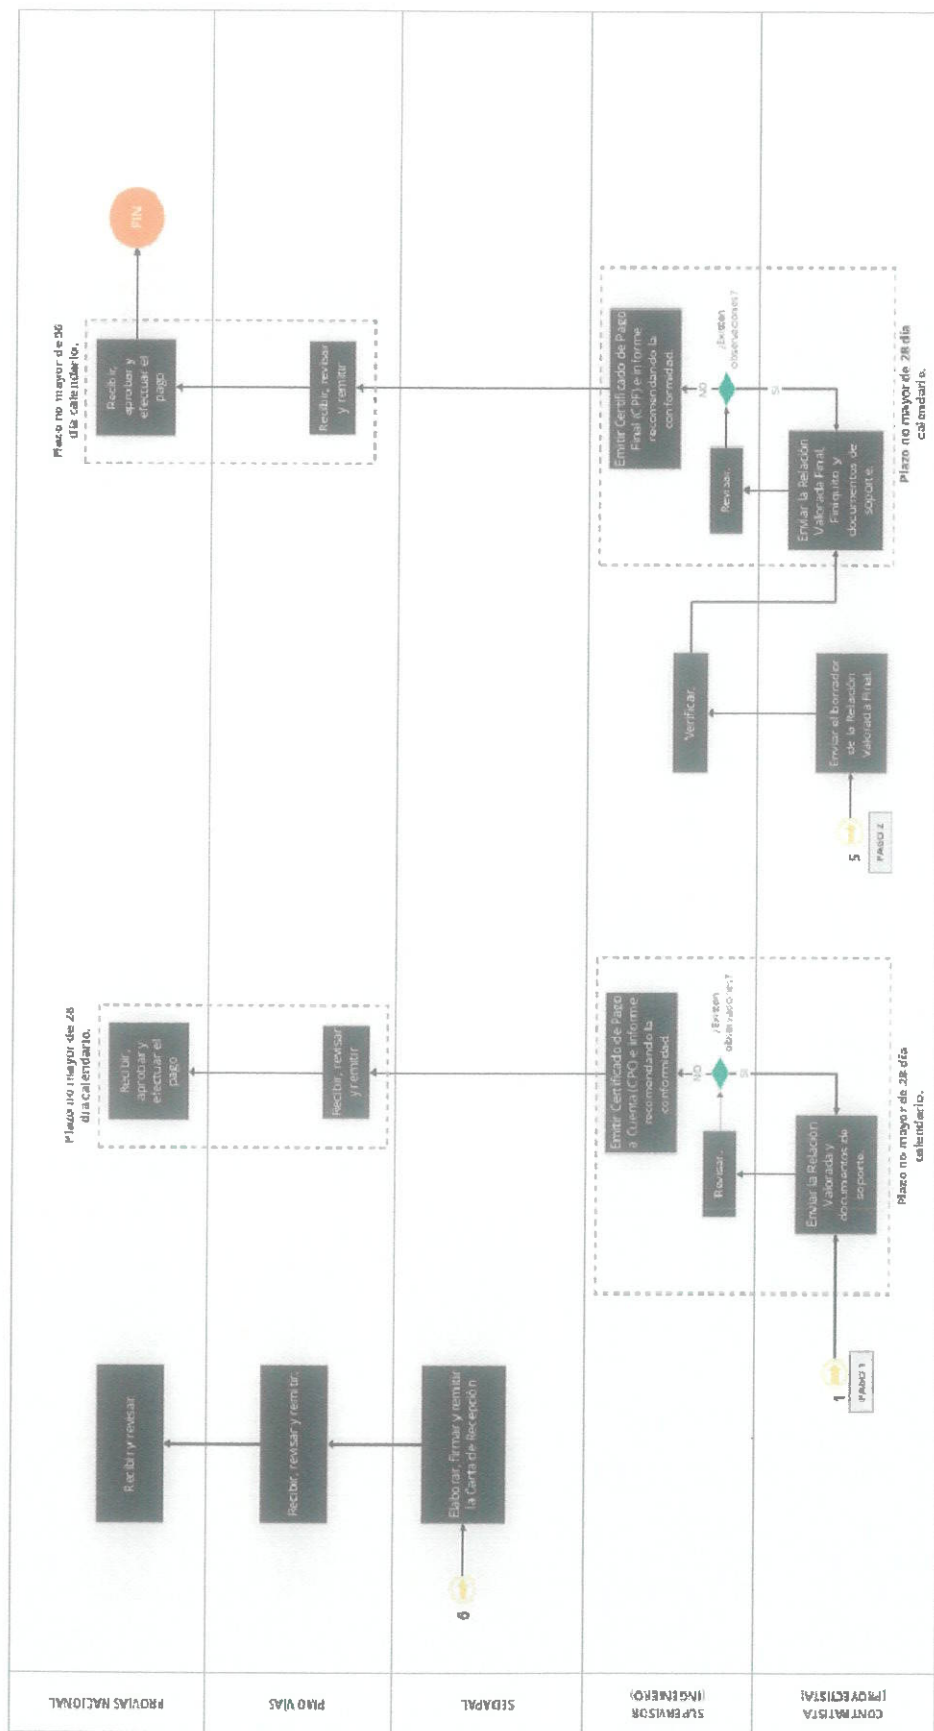 PROVIAS NACIONAL
Recibir y revisar.
Plazo no mayor de 28
día calendario.
Recibir,
aprobar y
efectuar el
pago
Plazo no mayor de 56
día calendario.
Recibir,
aprobar y
efectuar el
pago
FIN
PMO VÍAS
Recibir, revisar y remitir.
Recibir, revisar
y remitir
Recibir, revisar
y remitir
SEDAPAL
6
Elaborar, firmar y remitir
la Carta de Recepción
SUPERVISOR
(INGENIERO)
Emitir Certificado de Pago
a Cuenta (CPC) e informe
recomendando la
conformidad.
Revisar.
NO
¿Existen
observaciones?
SI
Verificar.
Emitir Certificado de Pago
Final (CPF) e informe
recomendando la
conformidad.
Revisar.
NO
¿Existen
observaciones?
SI
CONTRATISTA
(PROYECTISTA)
1
PASO 1
Enviar la Relación
Valorada y
documentos de
soporte.
Plazo no mayor de 28 día
calendario.
5
PASO 2
Enviar el borrador
de la Relación
Valorada Final.
Enviar la Relación
Valorada Final,
Finiquito y
documentos de
soporte.
Plazo no mayor de 28 día
calendario.